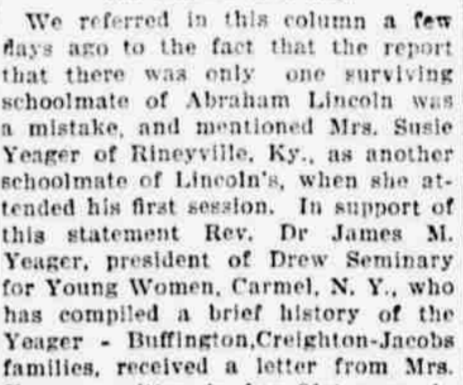 We referred in this column a few
days ago to the fact that the report
that there was only one surviving
schoolmate of Abraham Lincoln was
a mistake, and mentioned Mrs. Susie
Yeager of Rineyville, Ky., as another
schoolmate of Lincoln's, when she at-
tended his first session. In support of
this statement Rev. Dr James M.
Yeager, president of Drew Seminary
for Young Women, Carmel, N. Y., who
has compiled a brief history of the
Yeager - Buffington,Creighton-Jacobs
families, received a letter from Mrs.